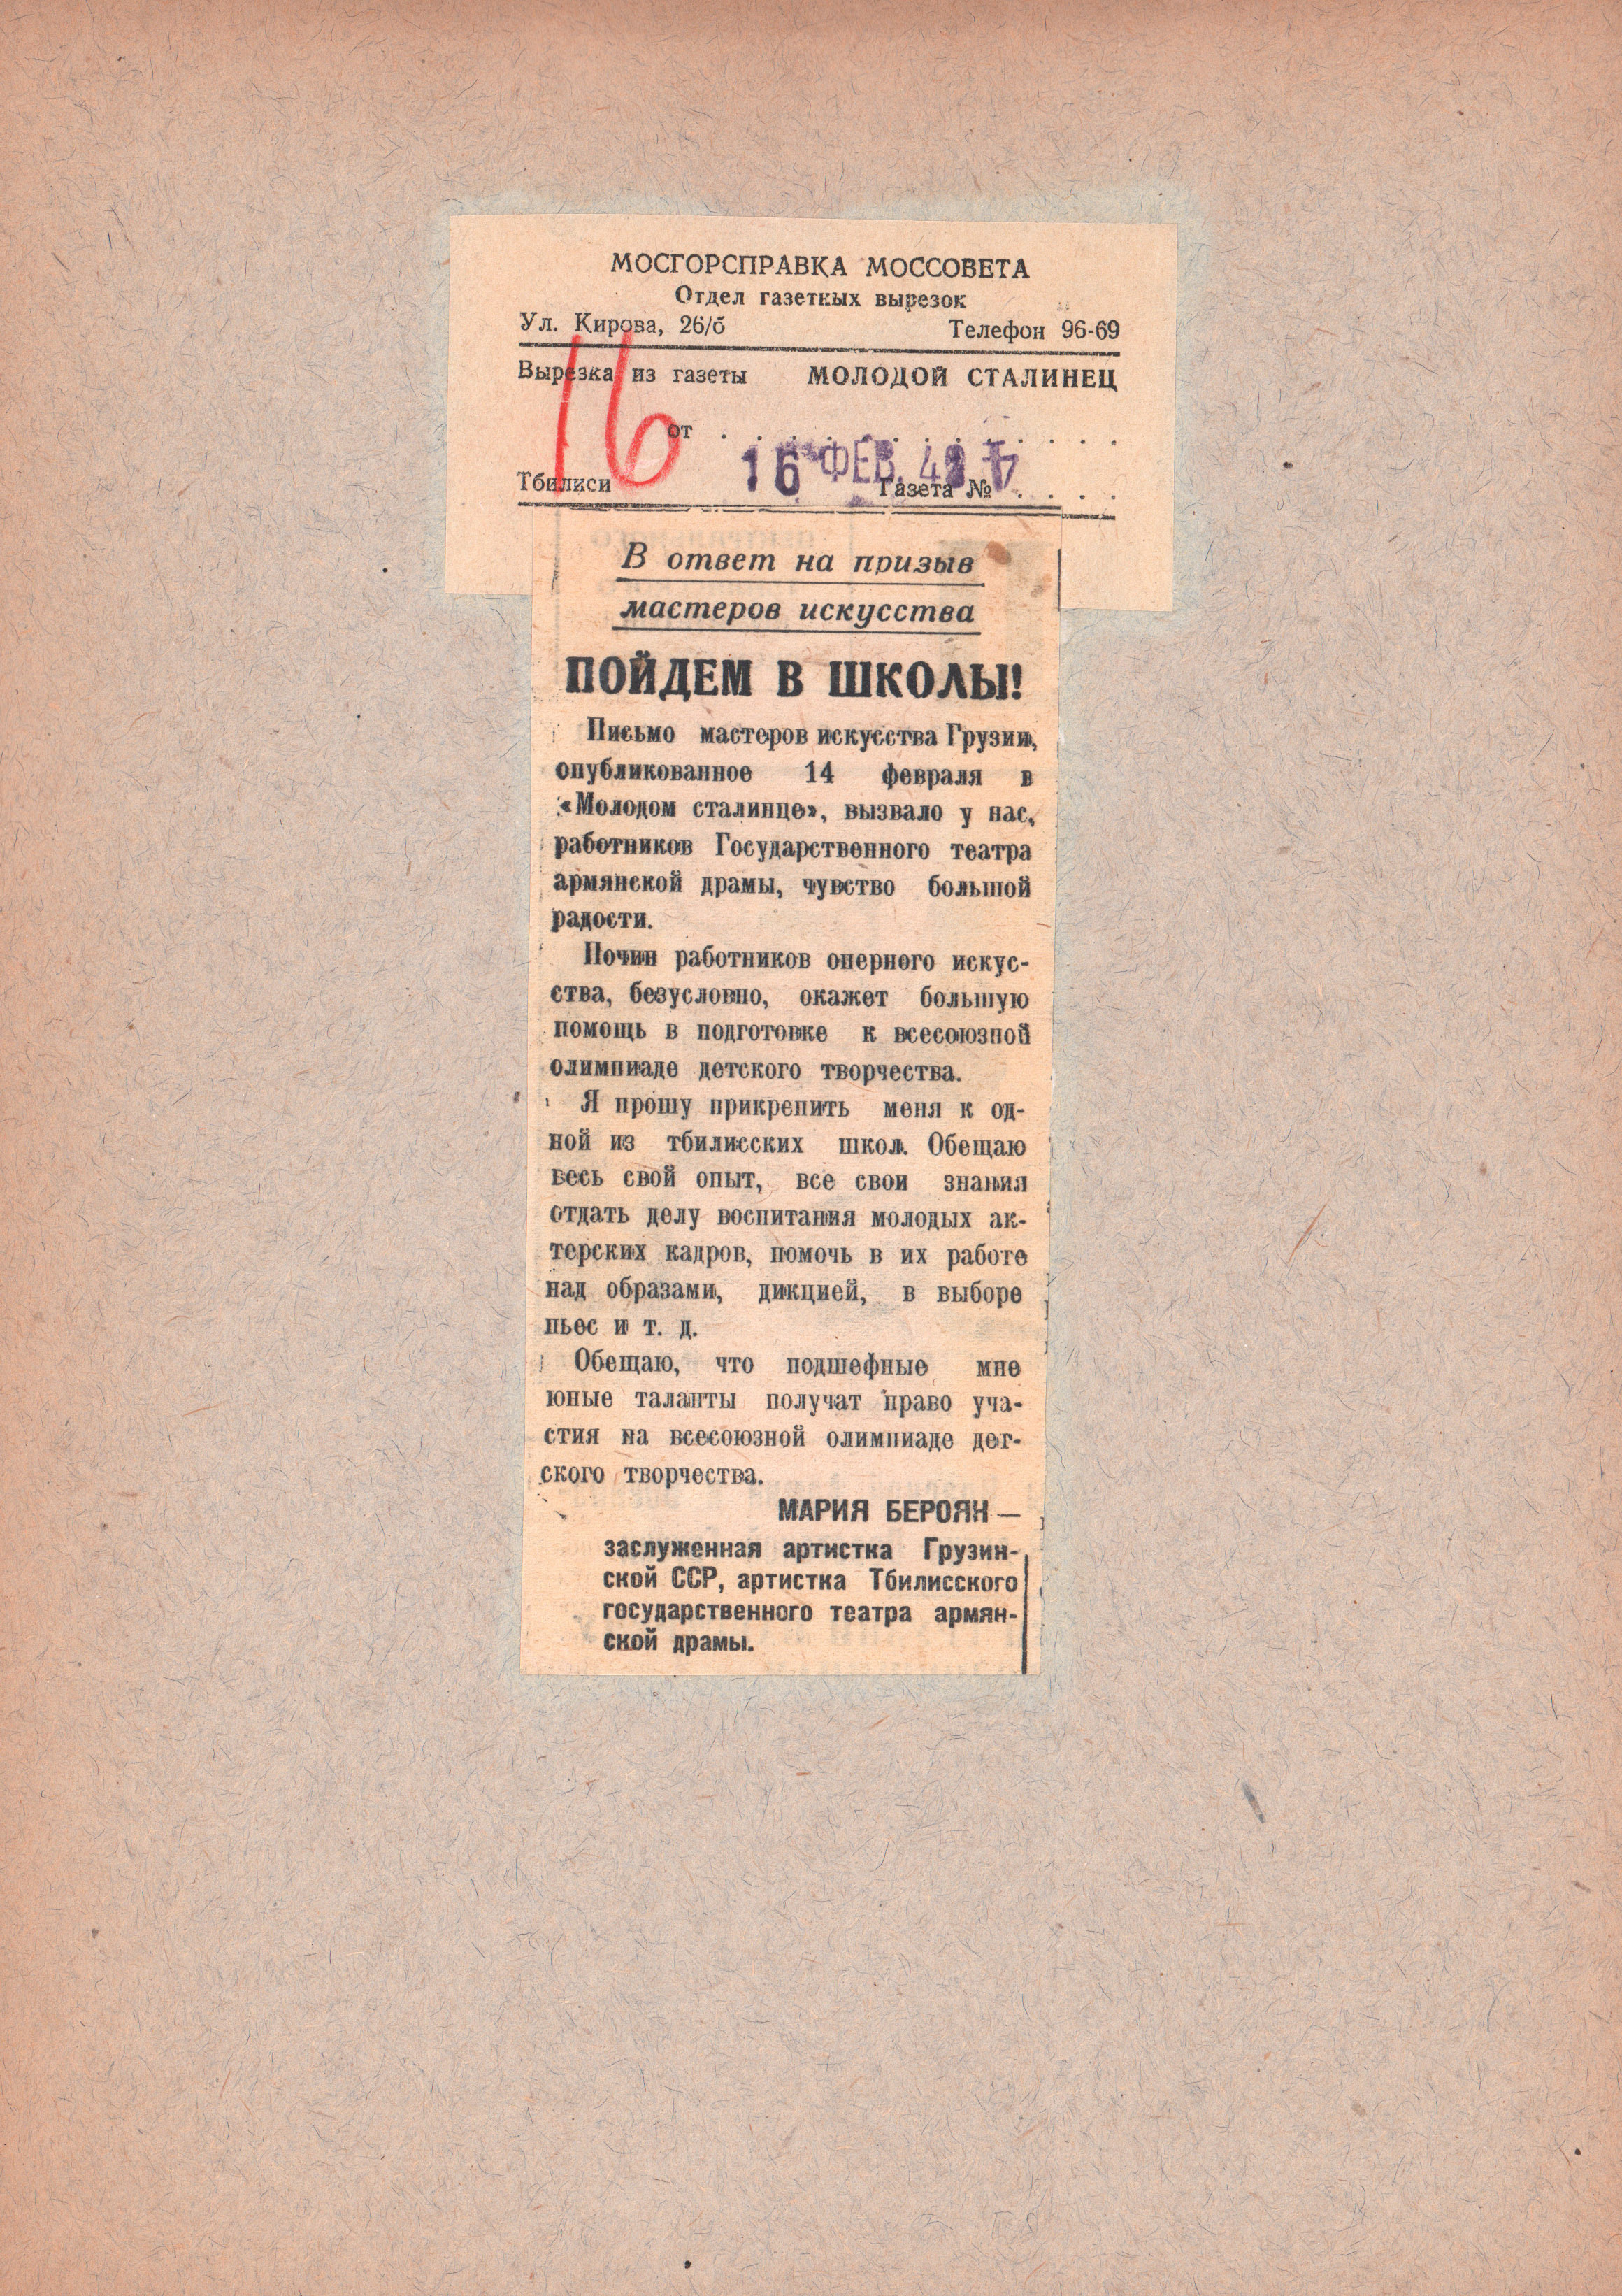 МОСГОРСПРАВКА МОССОВЕТА
Отдел газетных вырезок
Ул. Кирова, 26/б Телефон 96-69
Вырезка из газеты МОЛОДОЙ СТАЛИНЕЦ
16
от . . . . . . . . . . . . .
16 ФЕВ.
Тбилиси Газета № . . . .
В ответ на призыв
мастеров искусства
ПОЙДЕМ В ШКОЛЫ!
Письмо мастеров искусства Грузии,
опубликованное 14 февраля в
«Молодом сталинце», вызвало у нас,
работников Государственного театра
армянской драмы, чувство большой
радости.
Почин работников оперного искус-
ства, безусловно, окажет большую
помощь в подготовке к всесоюзной
олимпиаде детского творчества.
Я прошу прикрепить меня к од-
ной из тбилисских школ. Обещаю
весь свой опыт, все свои знания
отдать делу воспитания молодых ак-
терских кадров, помочь в их работе
над образами, дикцией, в выборе
пьес и т. д.
Обещаю, что подшефные мне
юные таланты получат право уча-
стия на всесоюзной олимпиаде дет-
ского творчества.
МАРИЯ БЕРОЯН —
заслуженная артистка Грузин-
ской ССР, артистка Тбилисского
государственного театра армян-
ской драмы.